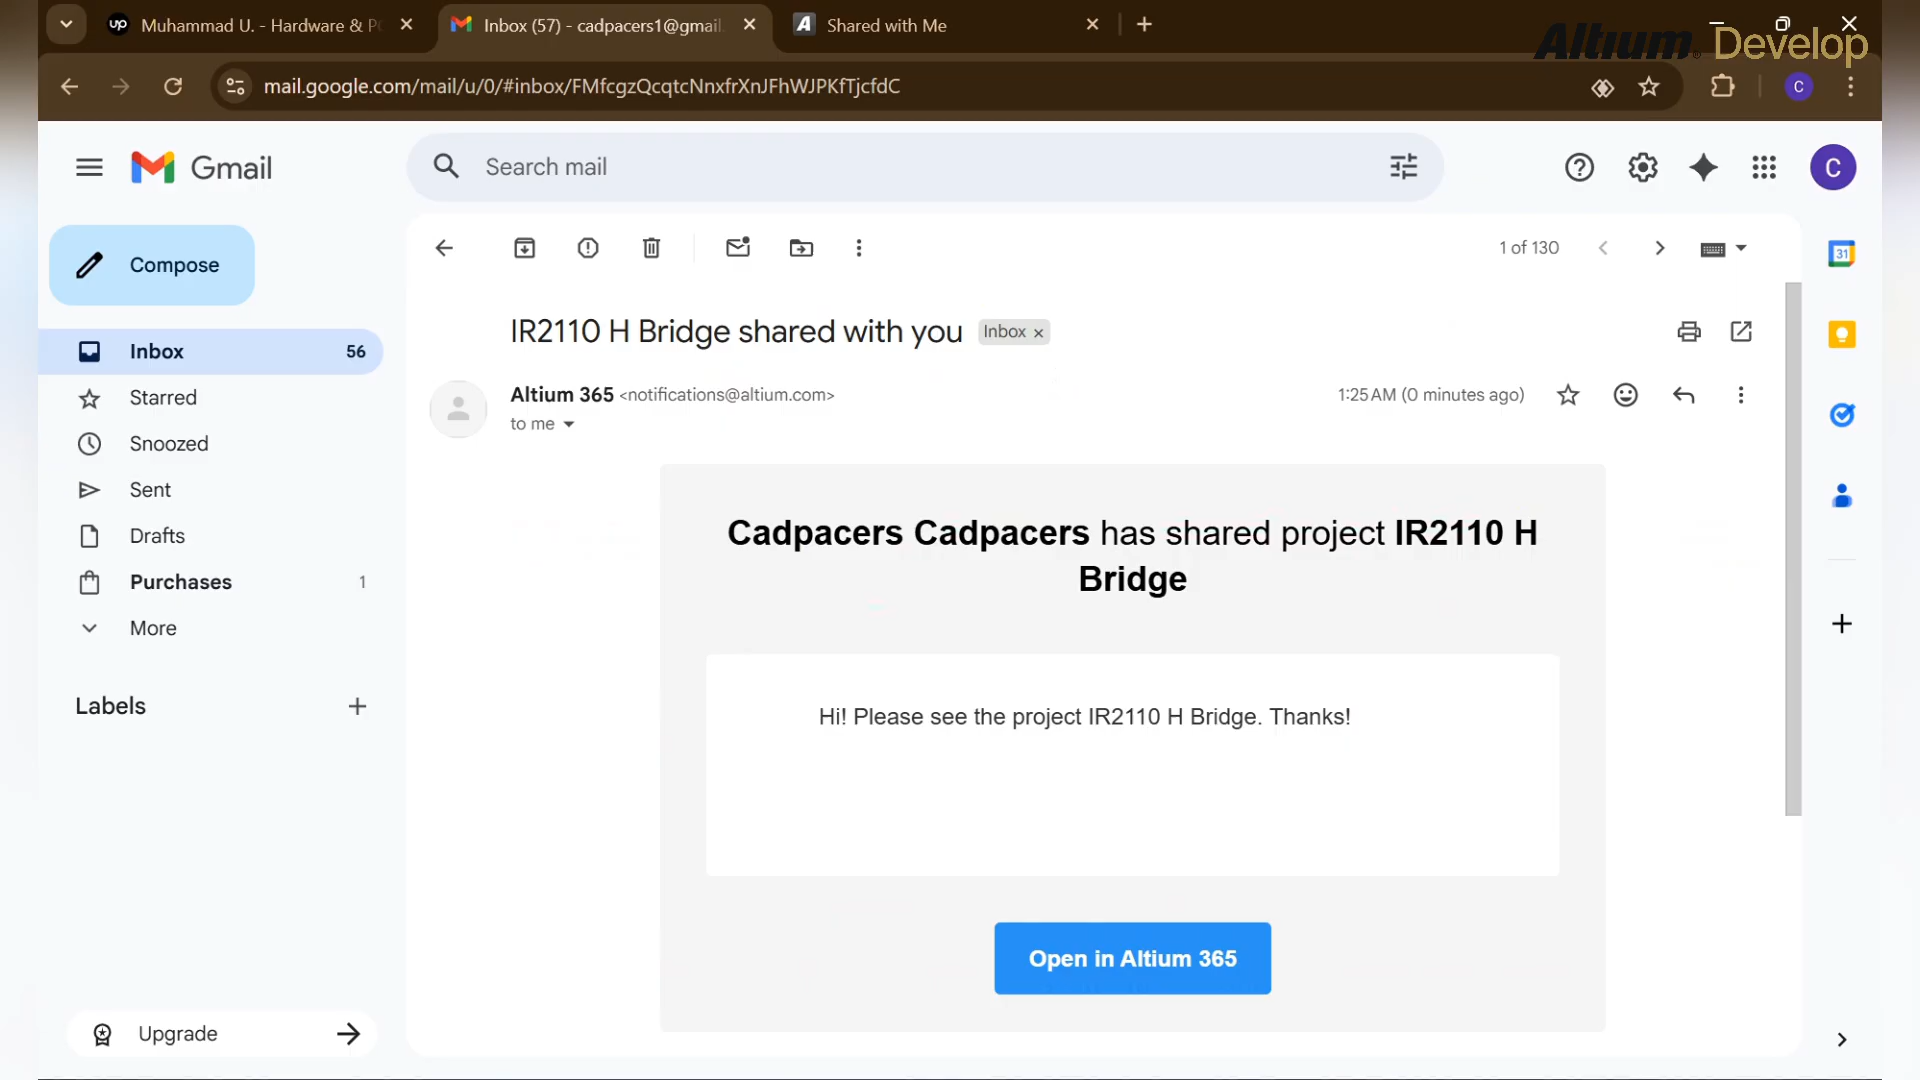 Muhammad U. - Hardware & P
Inbox (57) - cadpacers1@gmail.
Shared with Me
Altium Develop
mail.google.com/mail/u/0/#inbox/FMfcgzQcqtcNnxfrXnJFhWJPKfTjcfdC
C
Gmail
Search mail
C
Compose
1 of 130
31
IR2110 H Bridge shared with you
Inbox ×
Inbox 56
Altium 365 <notifications@altium.com>
1:25 AM (0 minutes ago)
to me
Starred
Snoozed
Sent
Drafts
Purchases 1
More
Labels
Cadpacers Cadpacers has shared project IR2110 H
Bridge
Hi! Please see the project IR2110 H Bridge. Thanks!
Open in Altium 365
Upgrade